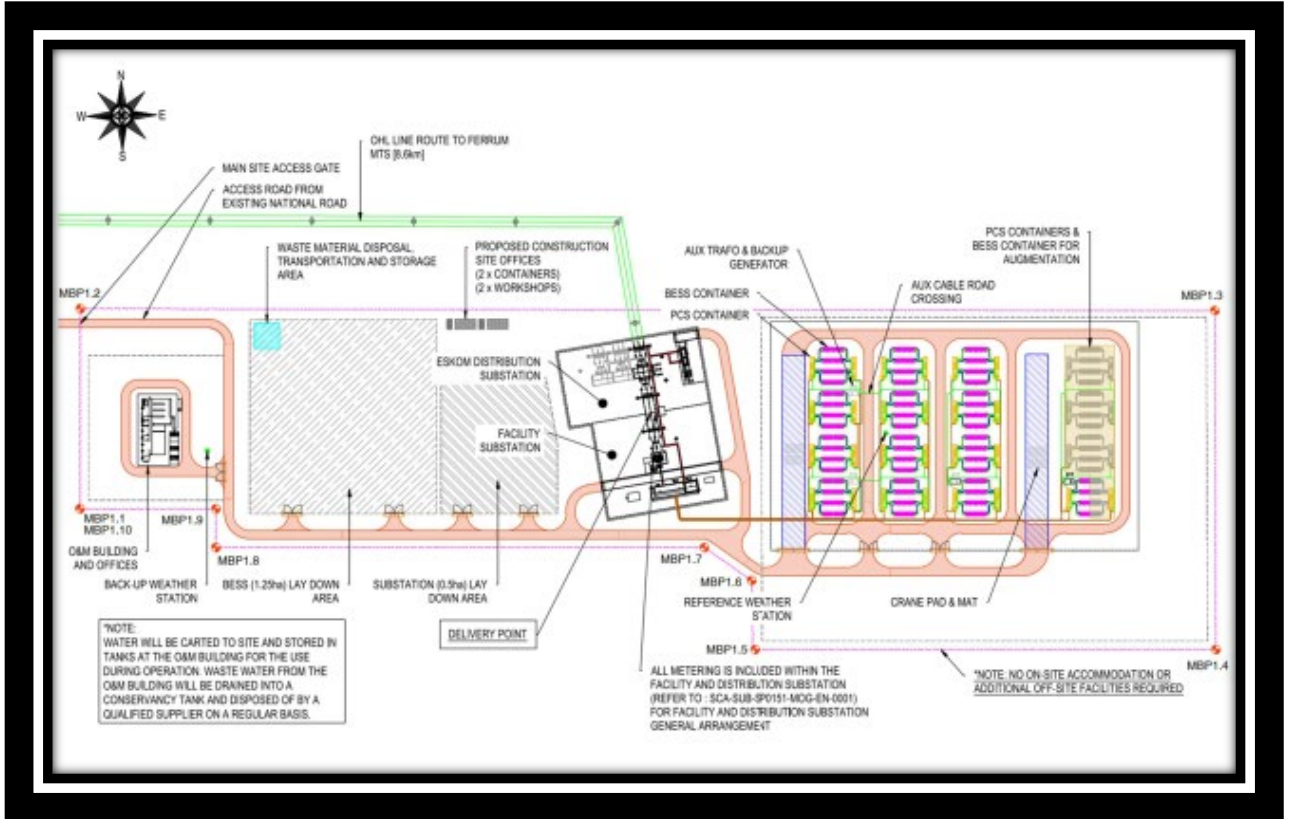 N
W
E
S
OHL LINE ROUTE TO FERRUM
MTS [8.6km]
MAIN SITE ACCESS GATE
ACCESS ROAD FROM
EXISTING NATIONAL ROAD
WASTE MATERIAL DISPOSAL,
TRANSPORTATION AND STORAGE
AREA
PROPOSED CONSTRUCTION
SITE OFFICES
(2 x CONTAINERS)
(2 x WORKSHOPS)
AUX TRAFO & BACKUP
GENERATOR
PCS CONTAINERS &
BESS CONTAINER FOR
AUGMENTATION
BESS CONTAINER
AUX CABLE ROAD
CROSSING
PCS CONTAINER
MBP1.2
MBP1.3
ESKOM DISTRIBUTION
SUBSTATION
FACILITY
SUBSTATION
MBP1.1
MBP1.10
MBP1.9
MBP1.8
MBP1.7
MBP1.6
MBP1.5
MBP1.4
O&M BUILDING
AND OFFICES
BACK-UP WEATHER
STATION
BESS (1.25ha) LAY DOWN
AREA
SUBSTATION (0.5ha) LAY
DOWN AREA
REFERENCE WEATHER
STATION
CRANE PAD & MAT
DELIVERY POINT
*NOTE:
WATER WILL BE CARTED TO SITE AND STORED IN
TANKS AT THE O&M BUILDING FOR THE USE
DURING OPERATION. WASTE WATER FROM THE
O&M BUILDING WILL BE DRAINED INTO A
CONSERVANCY TANK AND DISPOSED OF BY A
QUALIFIED SUPPLIER ON A REGULAR BASIS.
ALL METERING IS INCLUDED WITHIN THE
FACILITY AND DISTRIBUTION SUBSTATION
(REFER TO : SCA-SUB-SP0151-MOG-EN-0001)
FOR FACILITY AND DISTRIBUTION SUBSTATION
GENERAL ARRANGEMENT
*NOTE: NO ON-SITE ACCOMMODATION OR
ADDITIONAL OFF-SITE FACILITIES REQUIRED